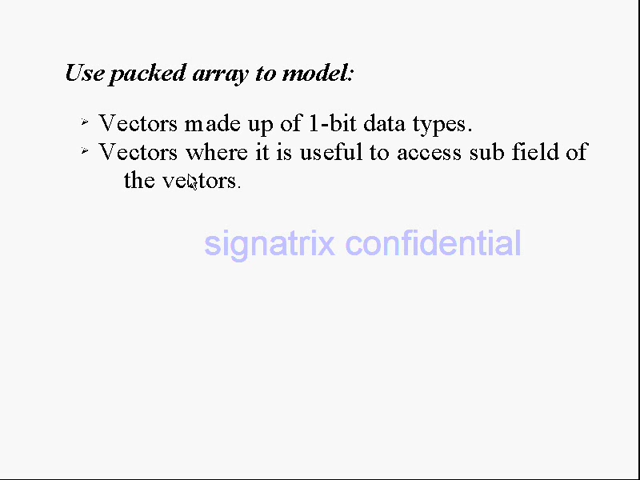 Use packed array to model:
➢ Vectors made up of 1-bit data types.
➢ Vectors where it is useful to access sub field of
the vectors.
signatrix confidential